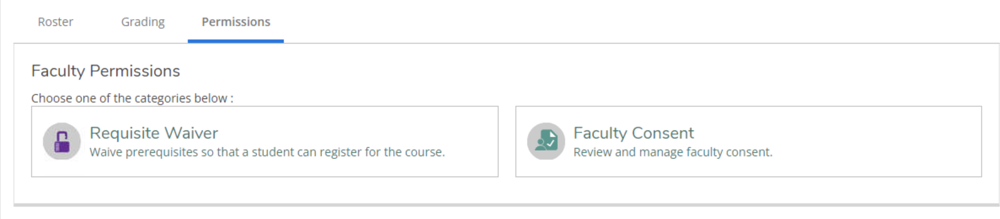 Roster Grading Permissions
Faculty Permissions
Choose one of the categories below :
Requisite Waiver
Waive prerequisites so that a student can register for the course.
Faculty Consent
Review and manage faculty consent.